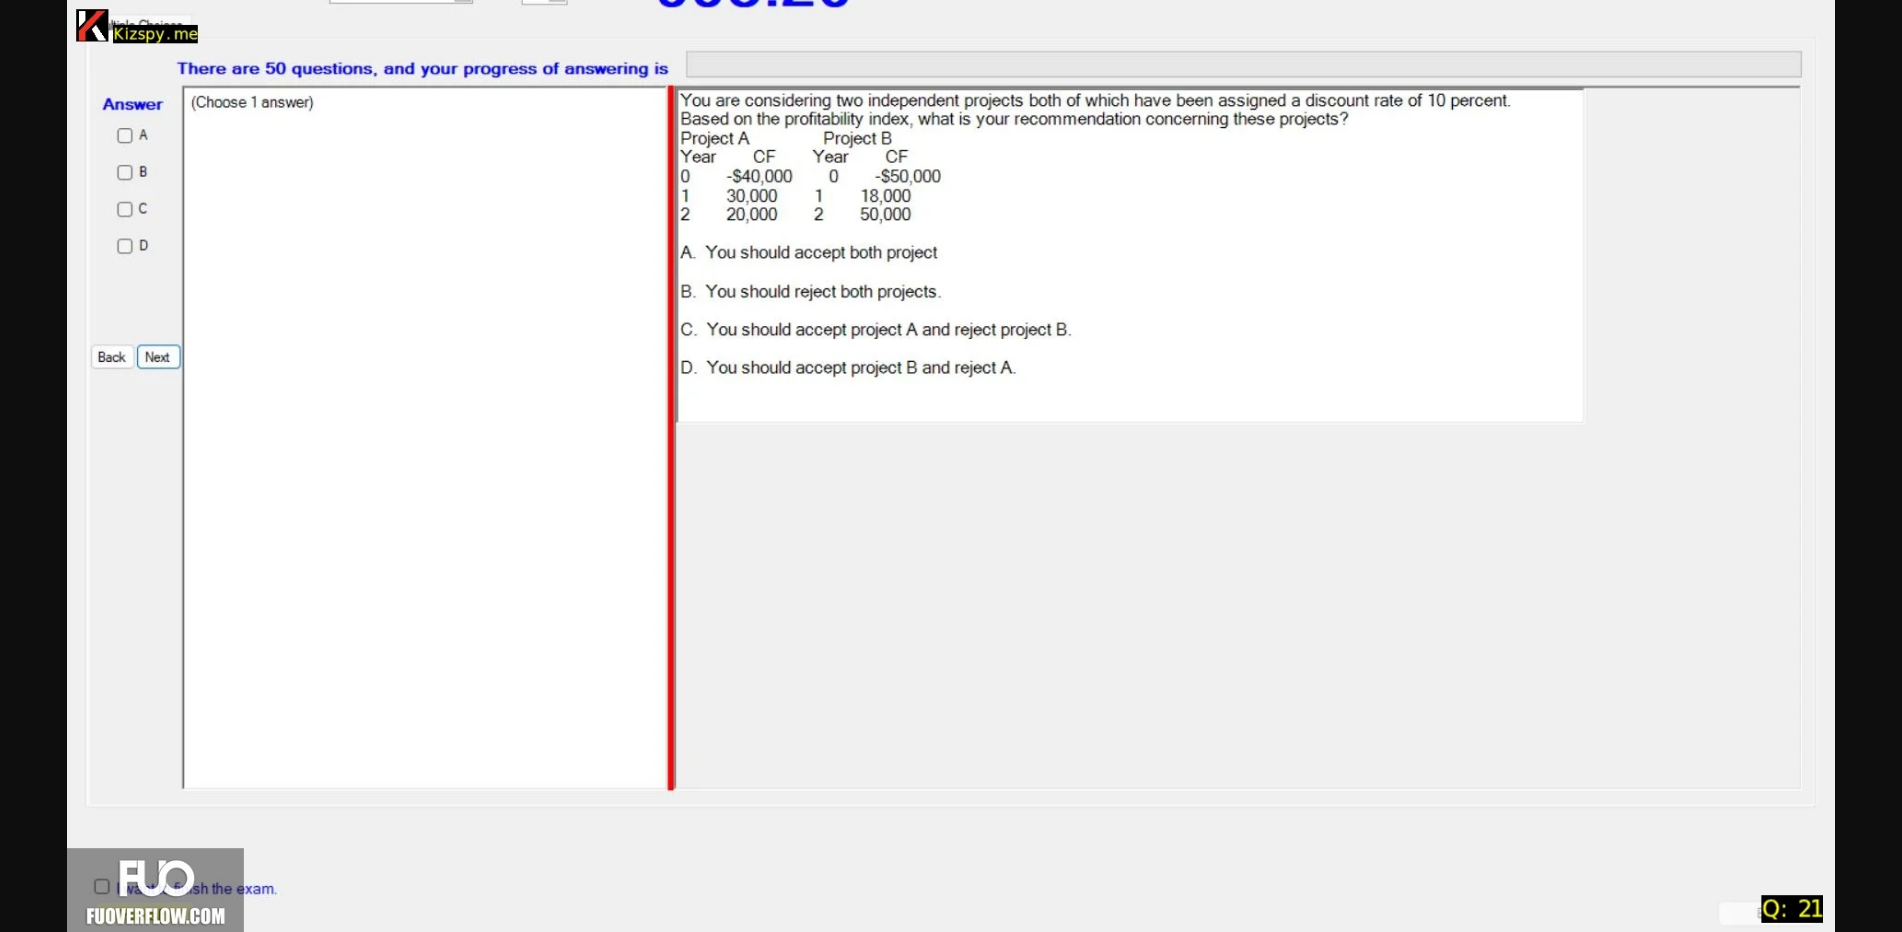 Kizspy.me
There are 50 questions, and your progress of answering is
Answer
(Choose 1 answer)
A
B
C
D
Back
Next
You are considering two independent projects both of which have been assigned a discount rate of 10 percent.
Based on the profitability index, what is your recommendation concerning these projects?
Project A Project B
Year CF Year CF
0 -$40,000 0 -$50,000
1 30,000 1 18,000
2 20,000 2 50,000
A. You should accept both project
B. You should reject both projects.
C. You should accept project A and reject project B.
D. You should accept project B and reject A.
FUO
the exam.
FUOVERFLOW.COM
Q: 21